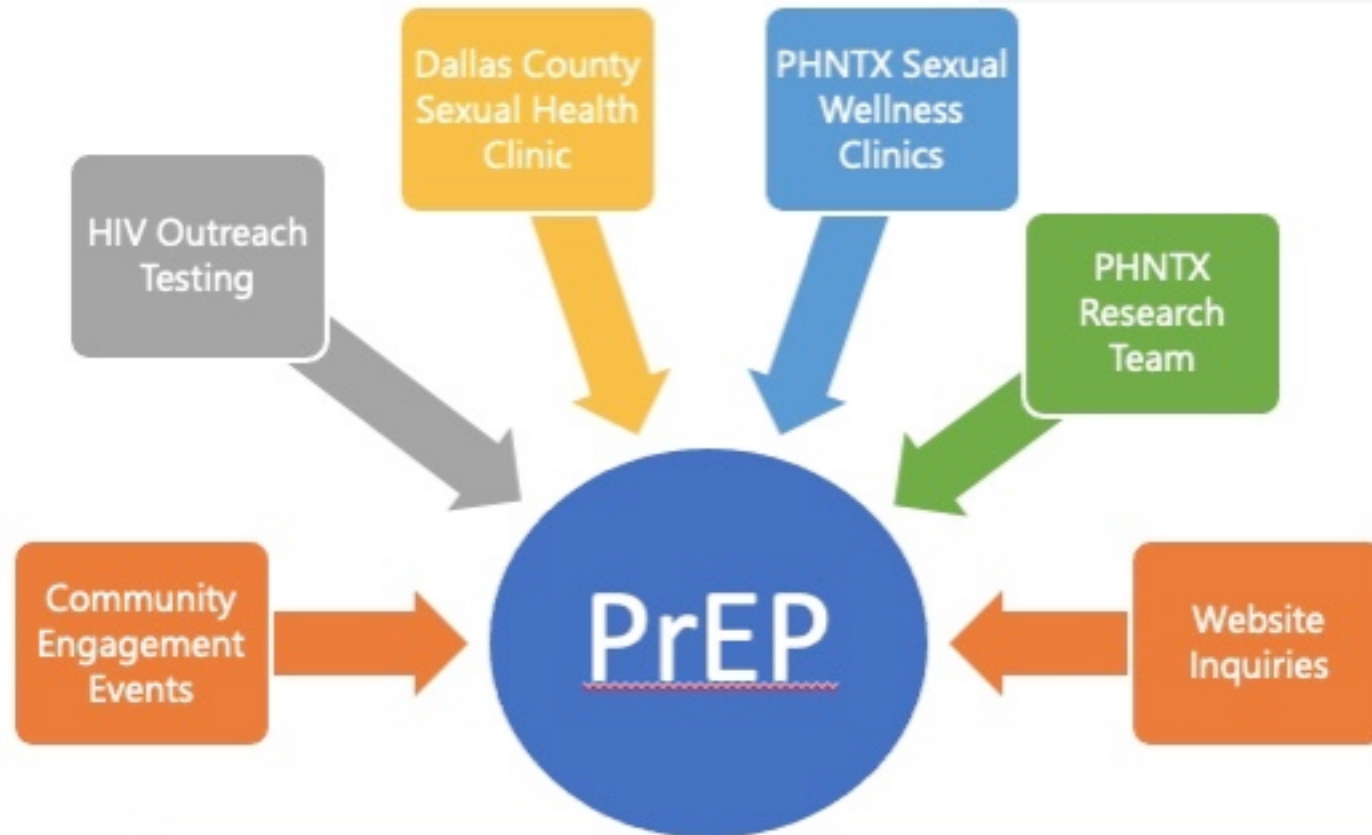 Dallas County
Sexual Health
Clinic
PHNTX Sexual
Wellness
Clinics
HIV Outreach
Testing
PHNTX
Research
Team
Community
Engagement
Events
PrEP
Website
Inquiries